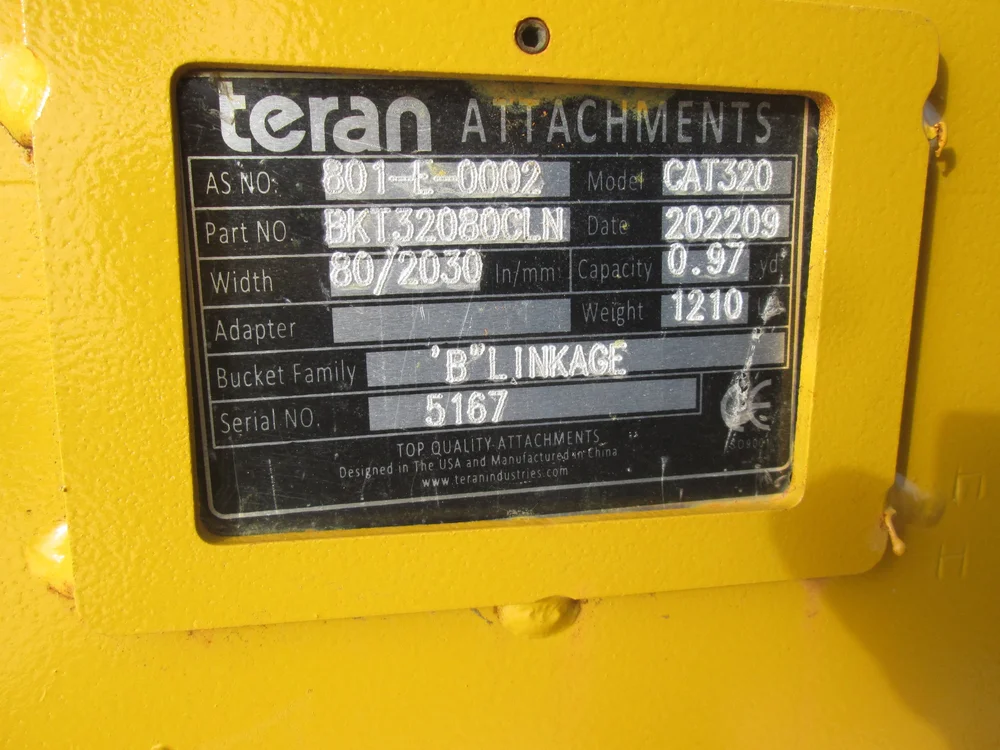 teran ATTACHMENTS
AS NO: 801-E-0002 Model CAT320
Part NO. BKT32080CLN Date 202209
Width 80/2030 In/mm Capacity 0.97 yd³
Adapter Weight 1210
Bucket Family 'B"LINKAGE
Serial NO. 5167
CE
TOP QUALITY ATTACHMENTS
Designed in The USA and Manufactured in China
www.teranindustries.com